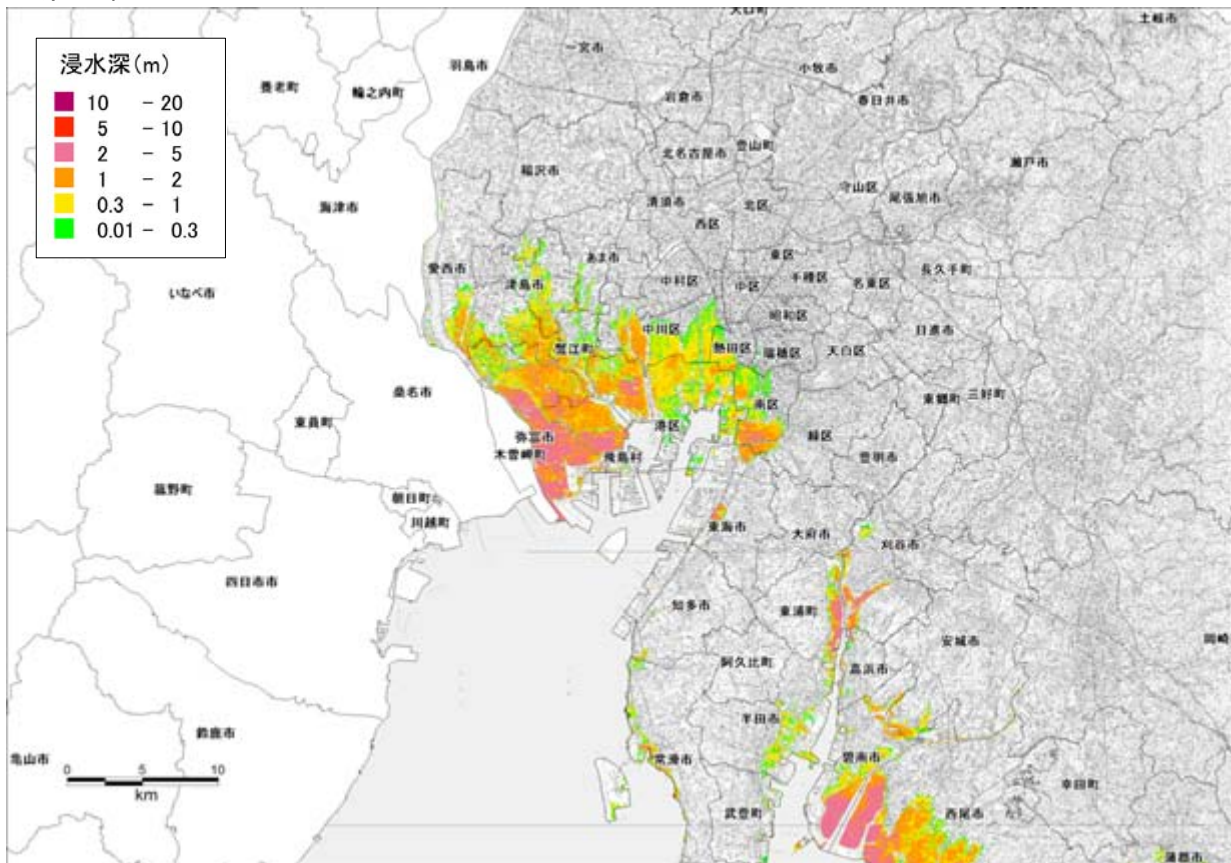 浸水深(m)
10 - 20
5 - 10
2 - 5
1 - 2
0.3 - 1
0.01 - 0.3
大口町
土岐市
一宮市
羽島市
小牧市
養老町
輪之内町
岩倉市
春日井市
豊山町
北名古屋市
瀬戸市
稲沢市
守山区
尾張旭市
清須市
北区
海津市
西区
東区
あま市
愛西市
長久手町
中村区
千種区
津島市
中区
名東区
いなべ市
昭和区
中川区
日進市
蟹江町
熱田区
瑞穂区
天白区
桑名市
三好町
東郷町
南区
東員町
港区
弥富市
緑区
木曽岬町
飛島村
豊明市
菰野町
朝日町
川越町
東海市
大府市
刈谷市
四日市市
知多市
東浦町
安城市
岡崎
阿久比町
高浜市
半田市
鈴鹿市
亀山市
常滑市
碧南市
0 5 10
km
幸田町
武豊町
西尾市
蒲郡市